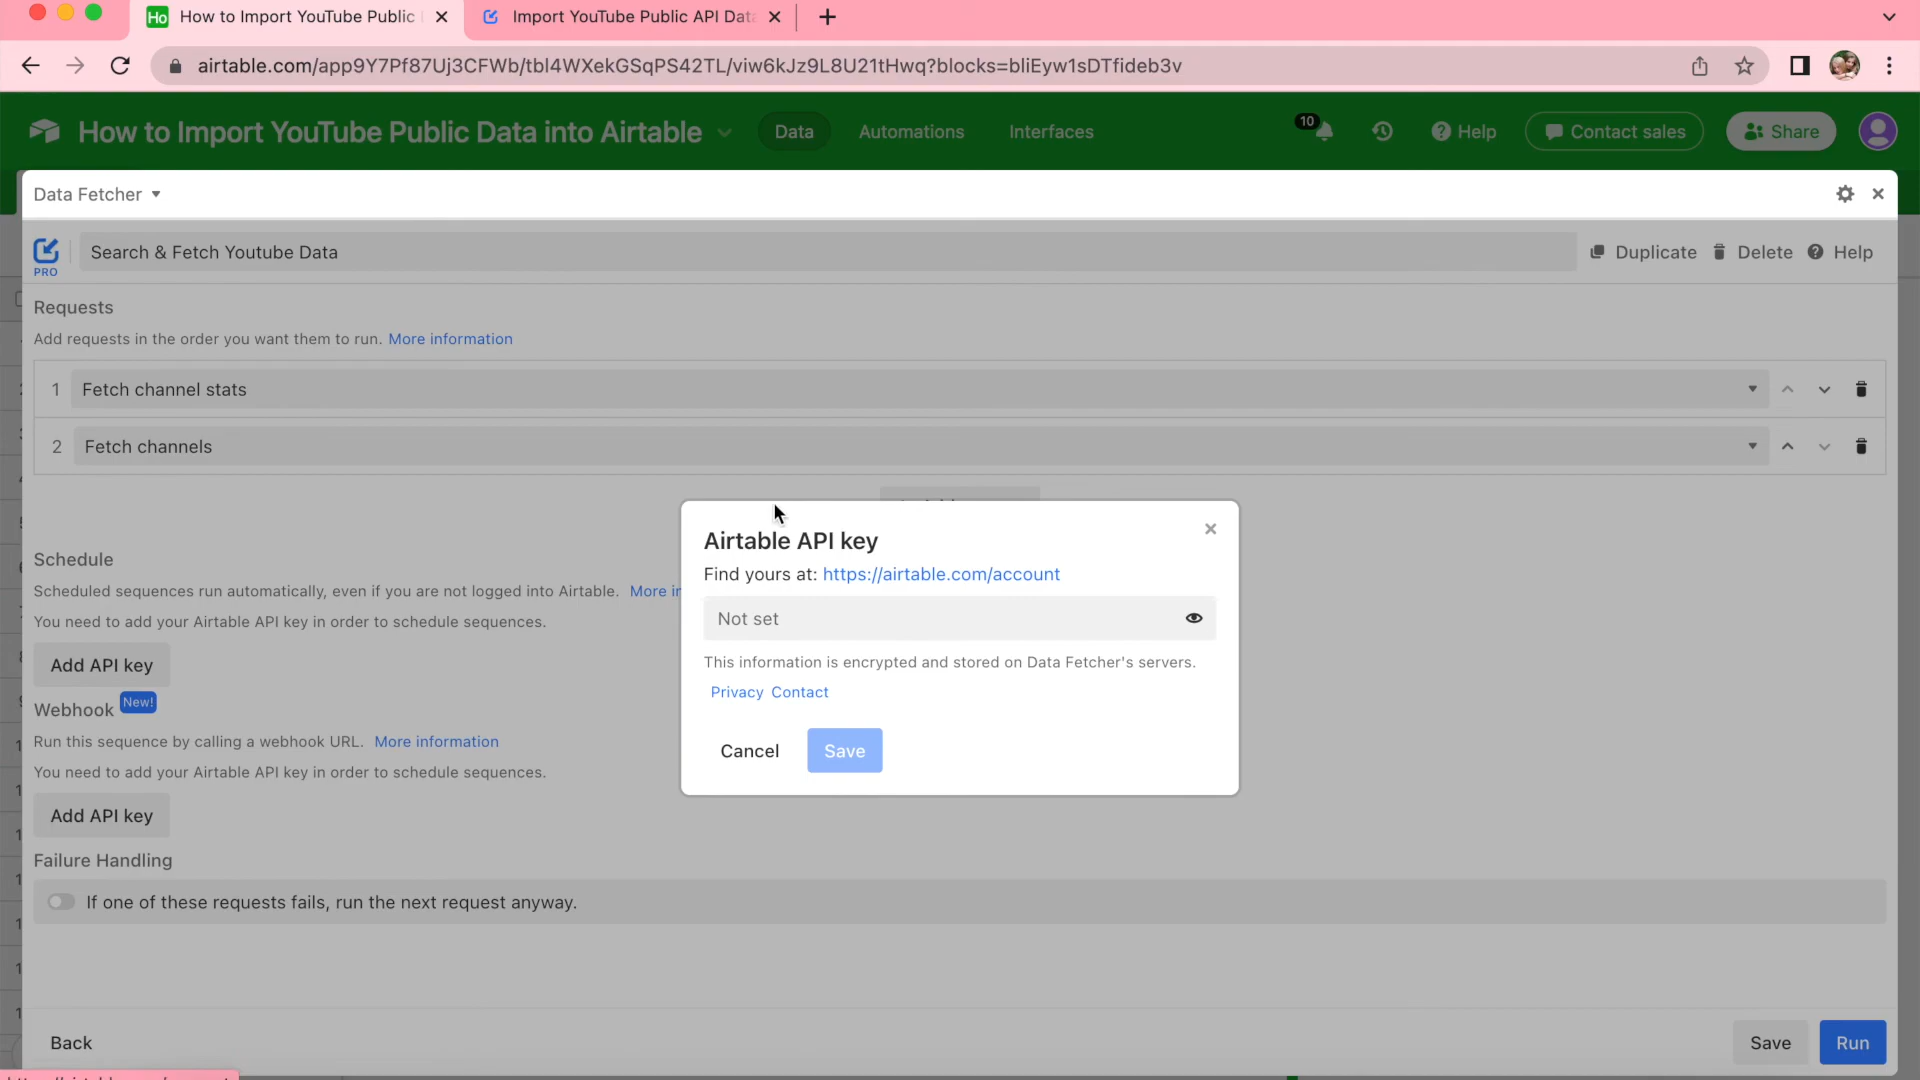 Ho How to Import YouTube Public
Import YouTube Public API Data
airtable.com/app9Y7Pf87Uj3CFWb/tbl4WXekGSqPS42TL/viw6kJz9L8U21tHwq?blocks=bliEyw1sDTfideb3v
How to Import YouTube Public Data into Airtable
Data
Automations
Interfaces
10
Help
Contact sales
Share
Data Fetcher
PRO
Search & Fetch Youtube Data
Duplicate
Delete
Help
Requests
Add requests in the order you want them to run. More information
1 Fetch channel stats
2 Fetch channels
Airtable API key
Find yours at: https://airtable.com/account
Not set
This information is encrypted and stored on Data Fetcher's servers.
Privacy Contact
Cancel
Save
Schedule
Scheduled sequences run automatically, even if you are not logged into Airtable. More
You need to add your Airtable API key in order to schedule sequences.
Add API key
Webhook New!
Run this sequence by calling a webhook URL. More information
You need to add your Airtable API key in order to schedule sequences.
Add API key
Failure Handling
If one of these requests fails, run the next request anyway.
Back
Save
Run